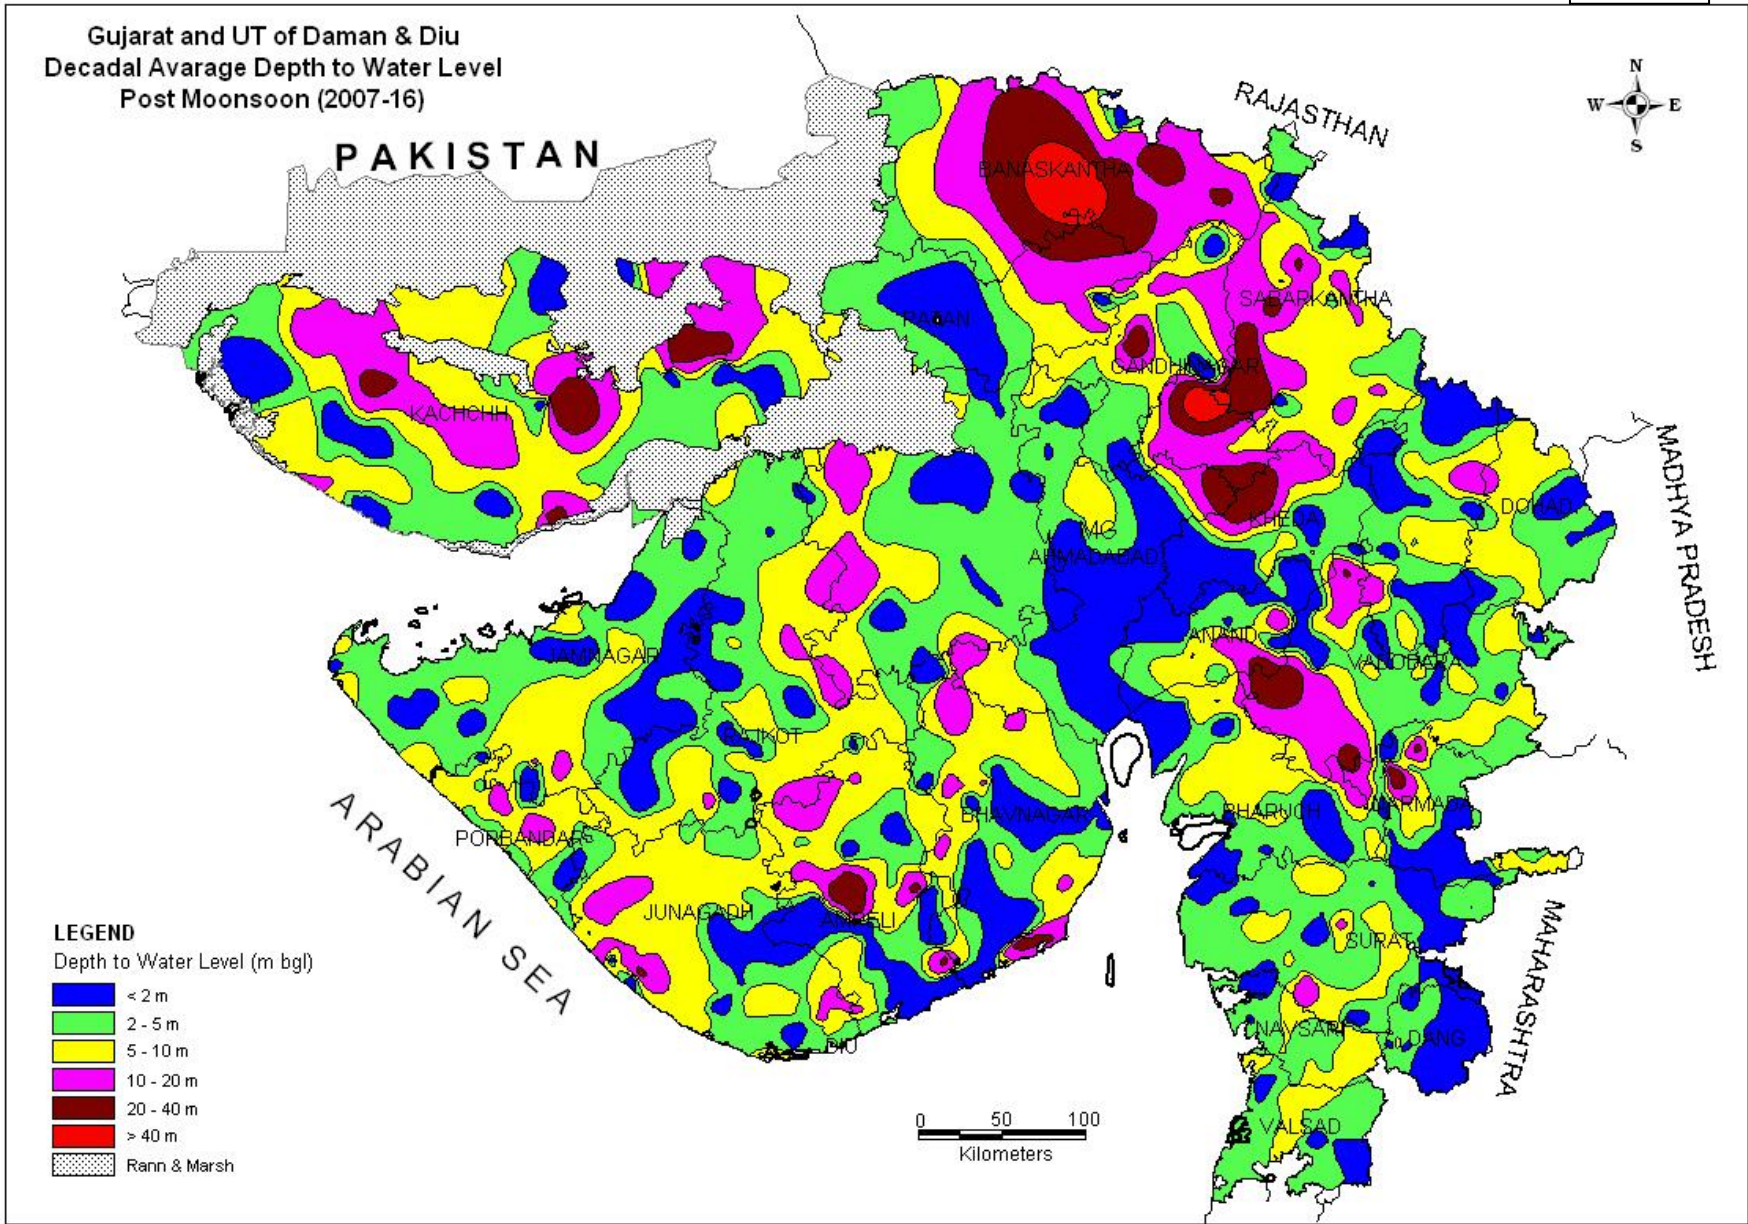 Gujarat and UT of Daman & Diu
Decadal Avarage Depth to Water Level
Post Moonsoon (2007-16)
N
W E
S
RAJASTHAN
PAKISTAN
BANASKANTHA
SABARKANTHA
PATAN
GANDHINAGAR
KACHCHH
MADHYA PRADESH
DOHAD
KHEDA
MG
AHMADABAD
ANAND
JAMNAGAR
VADODARA
RAJKOT
BHAVNAGAR
BHARUCH
NARMADA
PORBANDAR
ARABIAN SEA
JUNAGADH
AMRELI
SURAT
MAHARASHTRA
NAVSARI
DANG
DIU
VALSAD
LEGEND
Depth to Water Level (m bgl)
< 2 m
2 - 5 m
5 - 10 m
10 - 20 m
20 - 40 m
> 40 m
Rann & Marsh
0 50 100
Kilometers